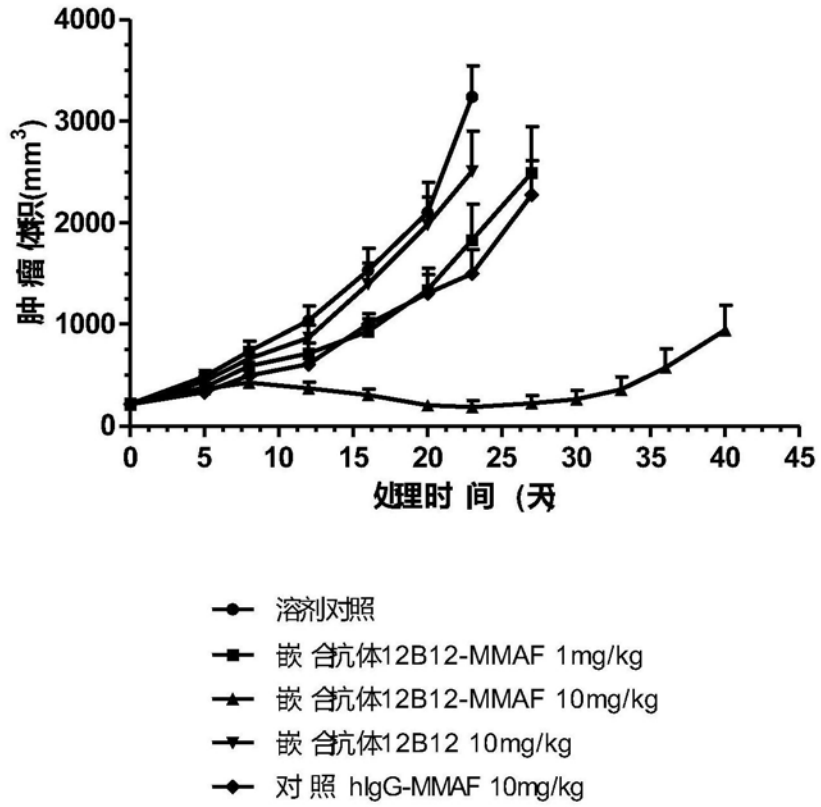 4000
3000
2000
1000
0
肿瘤体积(mm³)
0 5 10 15 20 25 30 35 40 45
处理时间 (天)
溶剂对照
嵌合抗体12B12-MMAF 1mg/kg
嵌合抗体12B12-MMAF 10mg/kg
嵌合抗体12B12 10mg/kg
对照 hIgG-MMAF 10mg/kg